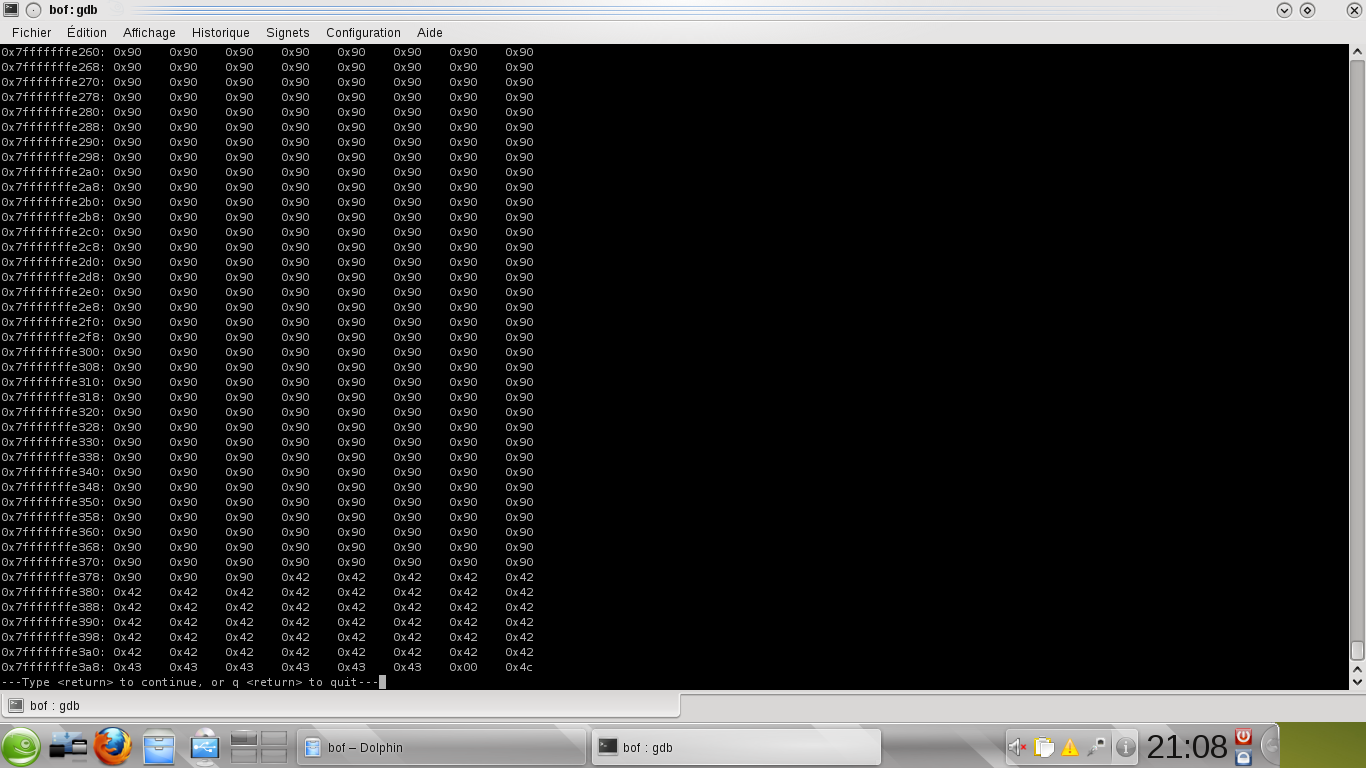 bof : gdb
Fichier Édition Affichage Historique Signets Configuration Aide
0x7fffffffe260: 0x90 0x90 0x90 0x90 0x90 0x90 0x90 0x90
0x7fffffffe268: 0x90 0x90 0x90 0x90 0x90 0x90 0x90 0x90
0x7fffffffe270: 0x90 0x90 0x90 0x90 0x90 0x90 0x90 0x90
0x7fffffffe278: 0x90 0x90 0x90 0x90 0x90 0x90 0x90 0x90
0x7fffffffe280: 0x90 0x90 0x90 0x90 0x90 0x90 0x90 0x90
0x7fffffffe288: 0x90 0x90 0x90 0x90 0x90 0x90 0x90 0x90
0x7fffffffe290: 0x90 0x90 0x90 0x90 0x90 0x90 0x90 0x90
0x7fffffffe298: 0x90 0x90 0x90 0x90 0x90 0x90 0x90 0x90
0x7fffffffe2a0: 0x90 0x90 0x90 0x90 0x90 0x90 0x90 0x90
0x7fffffffe2a8: 0x90 0x90 0x90 0x90 0x90 0x90 0x90 0x90
0x7fffffffe2b0: 0x90 0x90 0x90 0x90 0x90 0x90 0x90 0x90
0x7fffffffe2b8: 0x90 0x90 0x90 0x90 0x90 0x90 0x90 0x90
0x7fffffffe2c0: 0x90 0x90 0x90 0x90 0x90 0x90 0x90 0x90
0x7fffffffe2c8: 0x90 0x90 0x90 0x90 0x90 0x90 0x90 0x90
0x7fffffffe2d0: 0x90 0x90 0x90 0x90 0x90 0x90 0x90 0x90
0x7fffffffe2d8: 0x90 0x90 0x90 0x90 0x90 0x90 0x90 0x90
0x7fffffffe2e0: 0x90 0x90 0x90 0x90 0x90 0x90 0x90 0x90
0x7fffffffe2e8: 0x90 0x90 0x90 0x90 0x90 0x90 0x90 0x90
0x7fffffffe2f0: 0x90 0x90 0x90 0x90 0x90 0x90 0x90 0x90
0x7fffffffe2f8: 0x90 0x90 0x90 0x90 0x90 0x90 0x90 0x90
0x7fffffffe300: 0x90 0x90 0x90 0x90 0x90 0x90 0x90 0x90
0x7fffffffe308: 0x90 0x90 0x90 0x90 0x90 0x90 0x90 0x90
0x7fffffffe310: 0x90 0x90 0x90 0x90 0x90 0x90 0x90 0x90
0x7fffffffe318: 0x90 0x90 0x90 0x90 0x90 0x90 0x90 0x90
0x7fffffffe320: 0x90 0x90 0x90 0x90 0x90 0x90 0x90 0x90
0x7fffffffe328: 0x90 0x90 0x90 0x90 0x90 0x90 0x90 0x90
0x7fffffffe330: 0x90 0x90 0x90 0x90 0x90 0x90 0x90 0x90
0x7fffffffe338: 0x90 0x90 0x90 0x90 0x90 0x90 0x90 0x90
0x7fffffffe340: 0x90 0x90 0x90 0x90 0x90 0x90 0x90 0x90
0x7fffffffe348: 0x90 0x90 0x90 0x90 0x90 0x90 0x90 0x90
0x7fffffffe350: 0x90 0x90 0x90 0x90 0x90 0x90 0x90 0x90
0x7fffffffe358: 0x90 0x90 0x90 0x90 0x90 0x90 0x90 0x90
0x7fffffffe360: 0x90 0x90 0x90 0x90 0x90 0x90 0x90 0x90
0x7fffffffe368: 0x90 0x90 0x90 0x90 0x90 0x90 0x90 0x90
0x7fffffffe370: 0x90 0x90 0x90 0x90 0x90 0x90 0x90 0x90
0x7fffffffe378: 0x90 0x90 0x90 0x42 0x42 0x42 0x42 0x42
0x7fffffffe380: 0x42 0x42 0x42 0x42 0x42 0x42 0x42 0x42
0x7fffffffe388: 0x42 0x42 0x42 0x42 0x42 0x42 0x42 0x42
0x7fffffffe390: 0x42 0x42 0x42 0x42 0x42 0x42 0x42 0x42
0x7fffffffe398: 0x42 0x42 0x42 0x42 0x42 0x42 0x42 0x42
0x7fffffffe3a0: 0x42 0x42 0x42 0x42 0x42 0x42 0x42 0x42
0x7fffffffe3a8: 0x43 0x43 0x43 0x43 0x43 0x43 0x00 0x4c
---Type <return> to continue, or q <return> to quit---
bof : gdb
bof – Dolphin bof : gdb 21:08